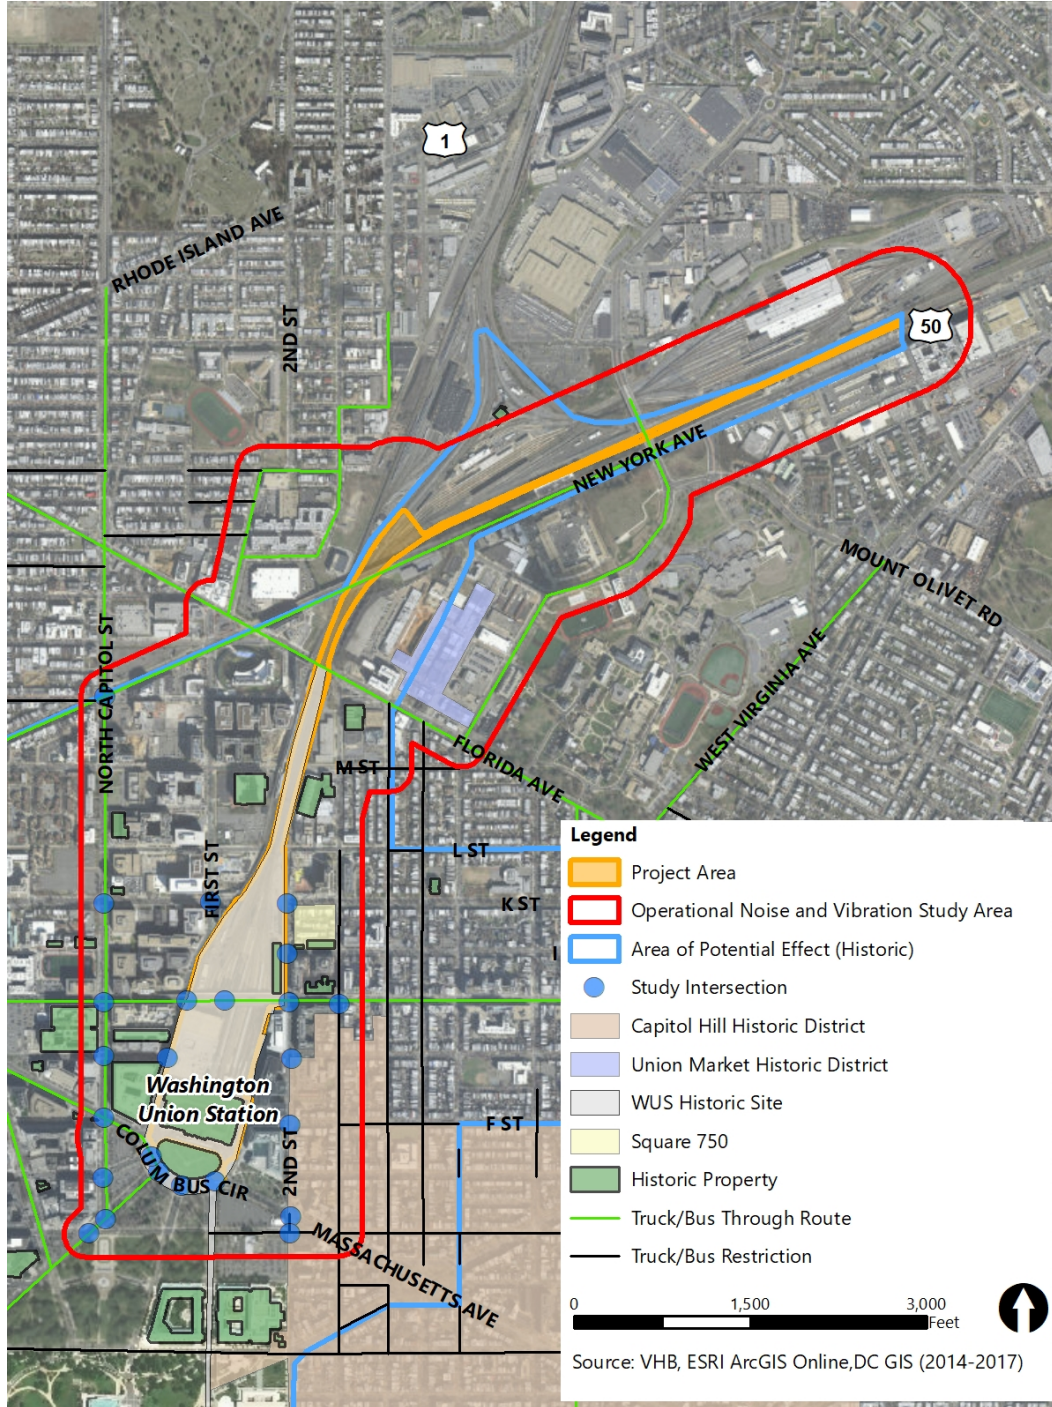 1
RHODE ISLAND AVE
2ND ST
50
NEW YORK AVE
MOUNT OLIVET RD
NORTH CAPITOL ST
WEST VIRGINIA AVE
FLORIDA AVE
M ST
L ST
FIRST ST
K ST
I
Washington
Union Station
F ST
COLUMBUS CIR
2ND ST
MASSACHUSETTS AVE
Legend
Project Area
Operational Noise and Vibration Study Area
Area of Potential Effect (Historic)
Study Intersection
Capitol Hill Historic District
Union Market Historic District
WUS Historic Site
Square 750
Historic Property
Truck/Bus Through Route
Truck/Bus Restriction
0 1,500 3,000
Feet
Source: VHB, ESRI ArcGIS Online,DC GIS (2014-2017)